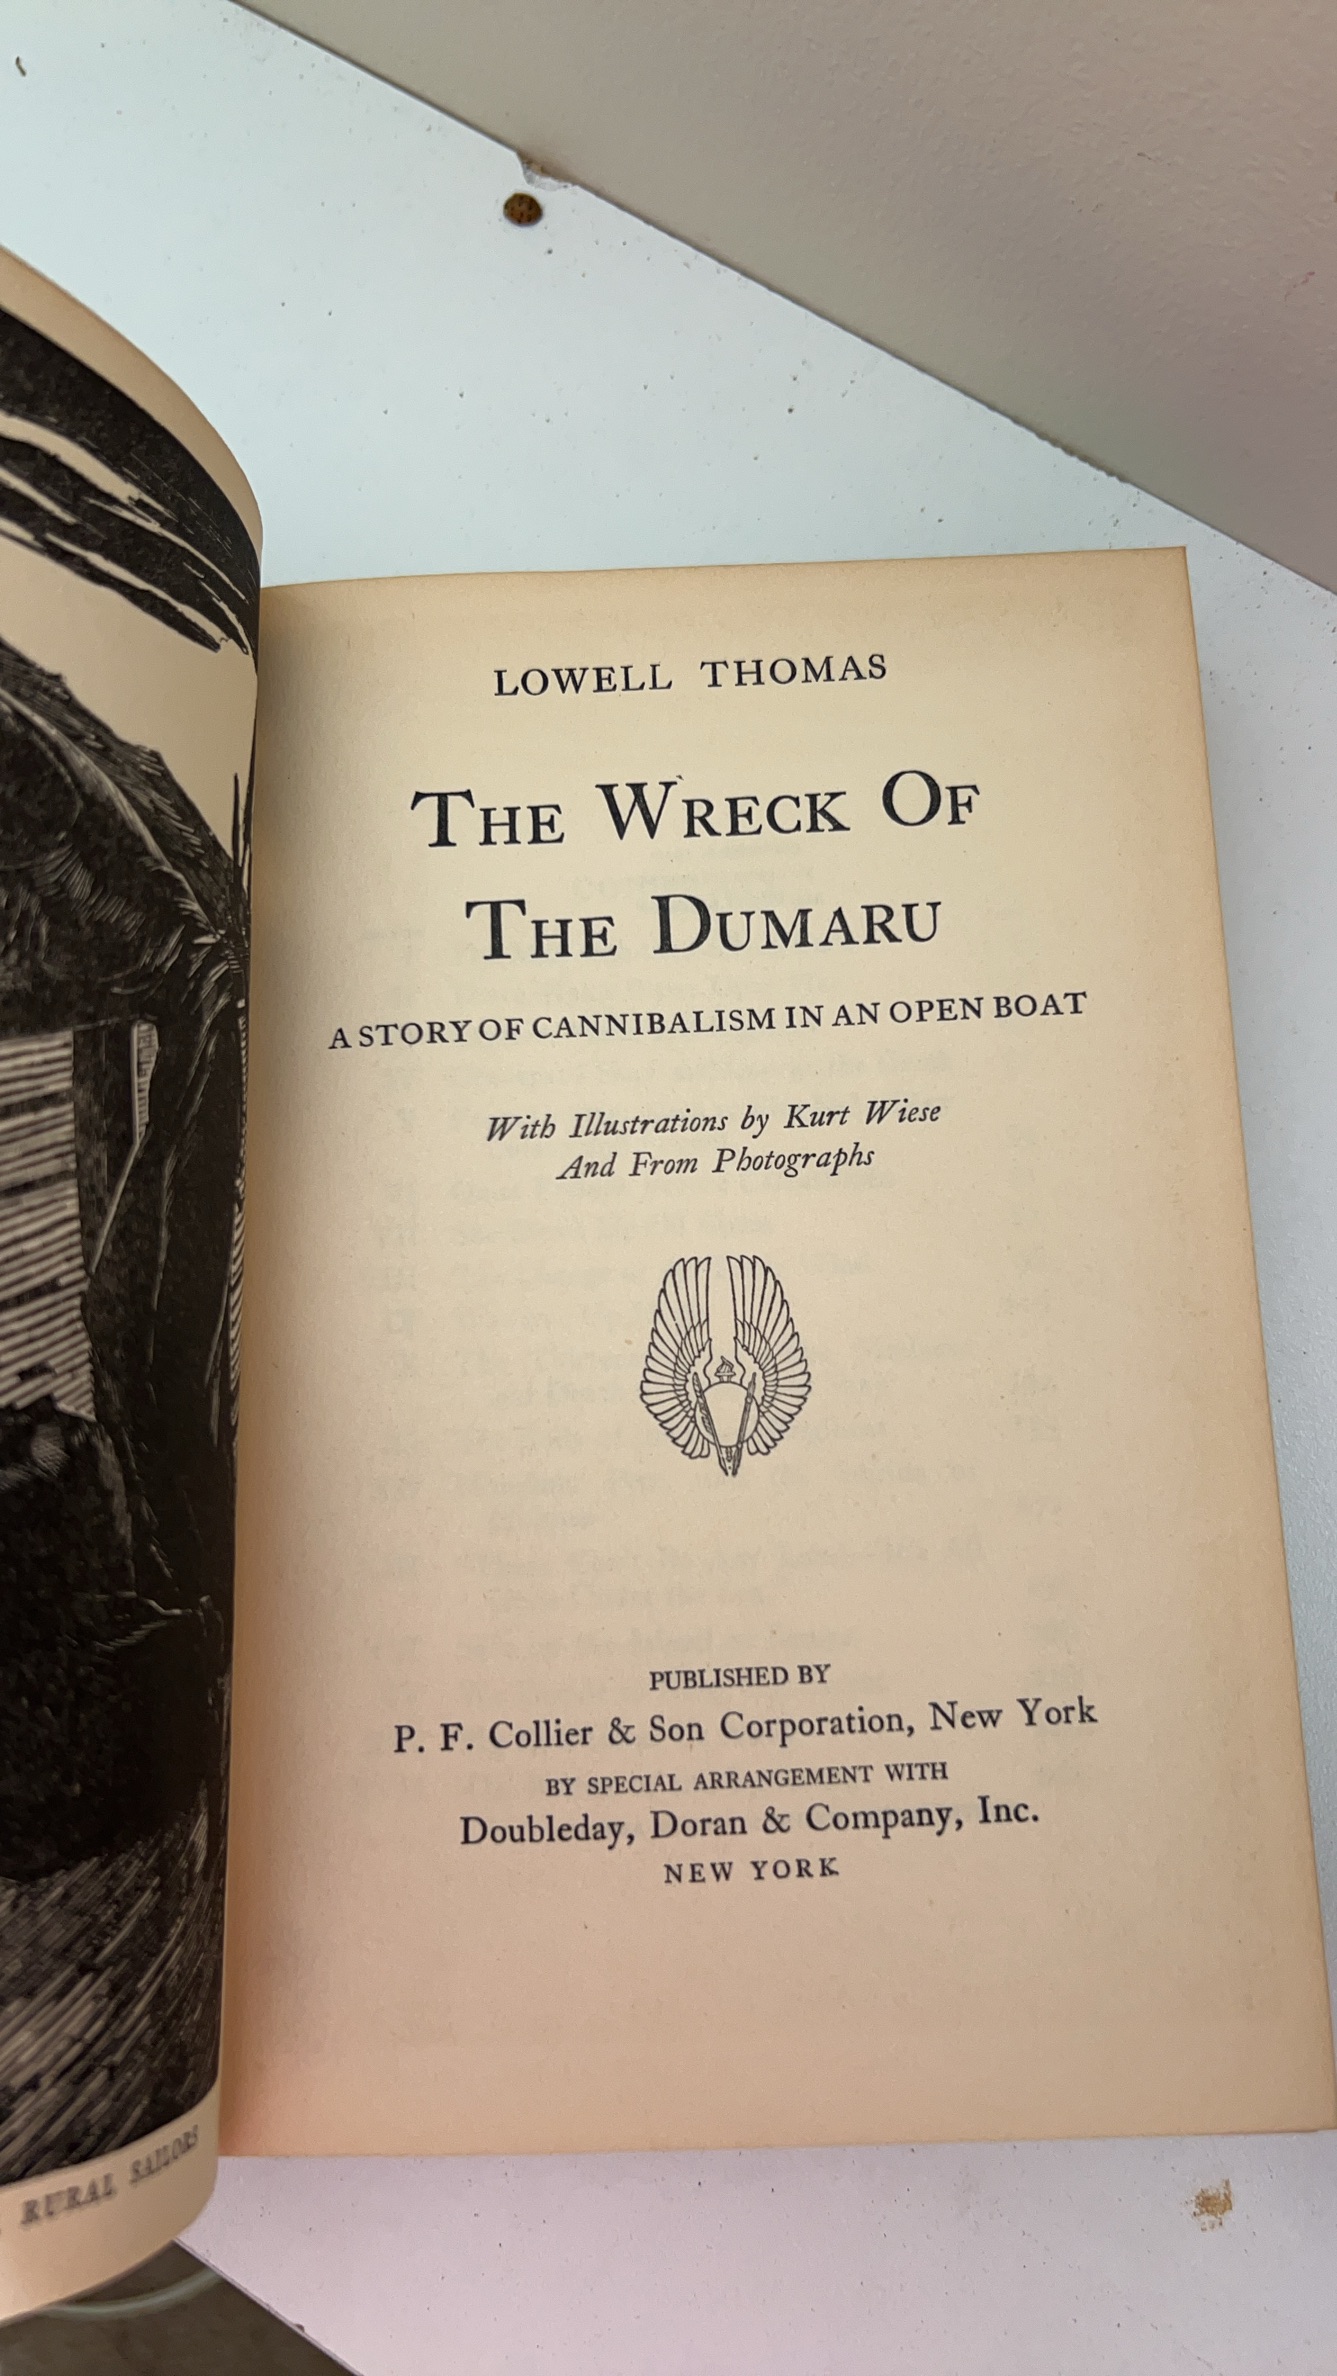 LOWELL THOMAS
THE WRECK OF
THE DUMARU
A STORY OF CANNIBALISM IN AN OPEN BOAT
With Illustrations by Kurt Wiese
And From Photographs
PUBLISHED BY
P. F. Collier & Son Corporation, New York
BY SPECIAL ARRANGEMENT WITH
Doubleday, Doran & Company, Inc.
NEW YORK
RURAL SAILORS